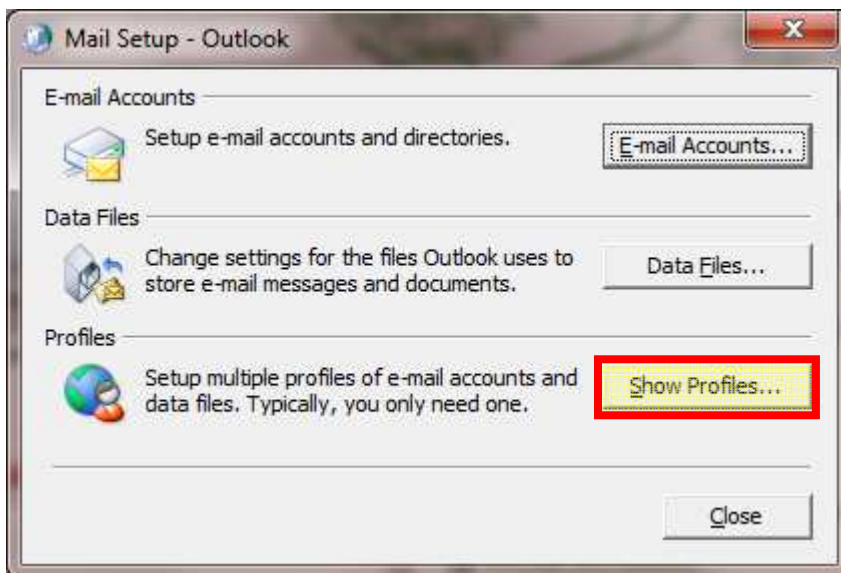 Mail Setup - Outlook
E-mail Accounts
Setup e-mail accounts and directories.
E-mail Accounts...
Data Files
Change settings for the files Outlook uses to
store e-mail messages and documents.
Data Files...
Profiles
Setup multiple profiles of e-mail accounts and
data files. Typically, you only need one.
Show Profiles...
Close